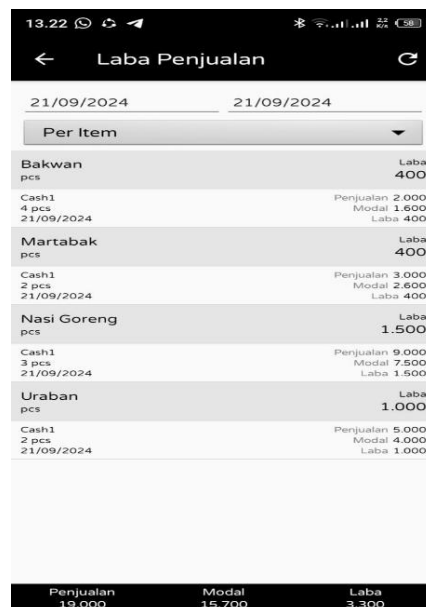 13.22
3,2 K/s 58
Laba Penjualan
21/09/2024 21/09/2024
Per Item
Bakwan Laba
pcs 400
Cash1 Penjualan 2.000
4 pcs Modal 1.600
21/09/2024 Laba 400
Martabak Laba
pcs 400
Cash1 Penjualan 3.000
2 pcs Modal 2.600
21/09/2024 Laba 400
Nasi Goreng Laba
pcs 1.500
Cash1 Penjualan 9.000
3 pcs Modal 7.500
21/09/2024 Laba 1.500
Uraban Laba
pcs 1.000
Cash1 Penjualan 5.000
2 pcs Modal 4.000
21/09/2024 Laba 1.000
Penjualan Modal Laba
19.000 15.700 3.300